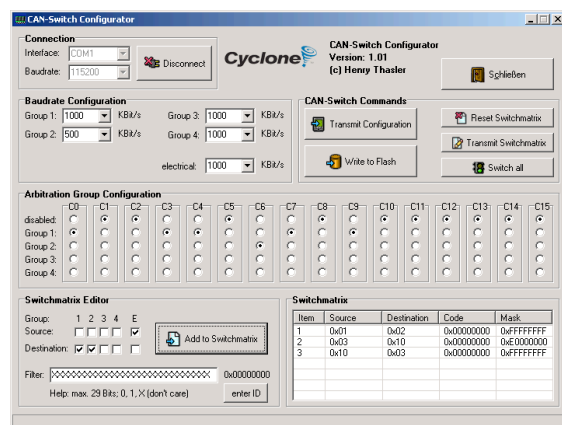 CAN-Switch Configurator
Connection
Interface: COM1
Baudrate: 115200
Disconnect
Cyclone
CAN-Switch Configurator
Version: 1.01
(c) Henry Thasler
Schließen
Baudrate Configuration
Group 1: 1000 KBit/s Group 3: 1000 KBit/s
Group 2: 500 KBit/s Group 4: 1000 KBit/s
electrical: 1000 KBit/s
CAN-Switch Commands
Transmit Configuration
Write to Flash
Reset Switchmatrix
Transmit Switchmatrix
Switch all
Arbitration Group Configuration
C0 C1 C2 C3 C4 C5 C6 C7 C8 C9 C10 C11 C12 C13 C14 C15
disabled:
Group 1:
Group 2:
Group 3:
Group 4:
Switchmatrix Editor
Group: 1 2 3 4 E
Source:
Destination:
Add to Switchmatrix
Filter: 0x00000000
Help: max. 29 Bits; 0, 1, X (don't care)
enter ID
Switchmatrix
Item Source Destination Code Mask
1 0x01 0x02 0x00000000 0xFFFFFFFF
2 0x03 0x10 0x00000000 0xE0000000
3 0x10 0x03 0x00000000 0xFFFFFFFF